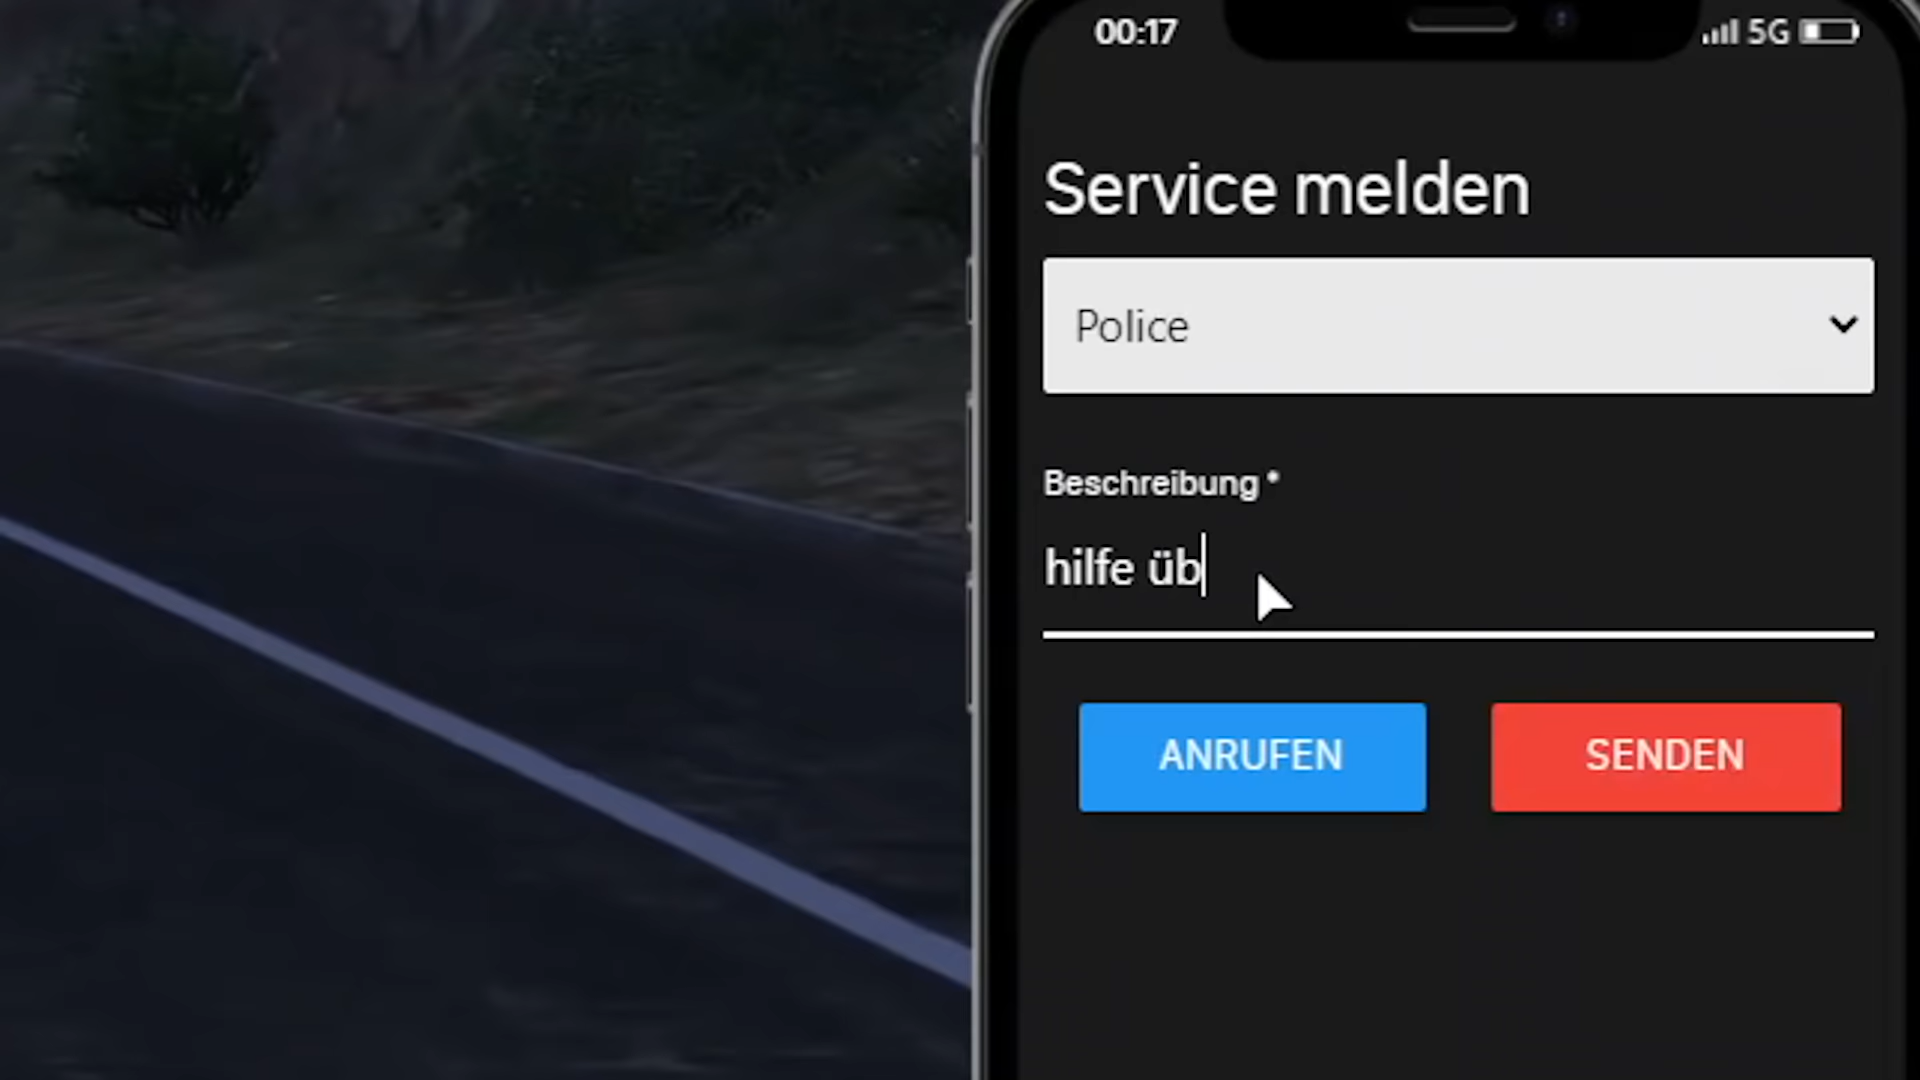 00:17
5G
Service melden
Police
Beschreibung *
hilfe üb
ANRUFEN
SENDEN